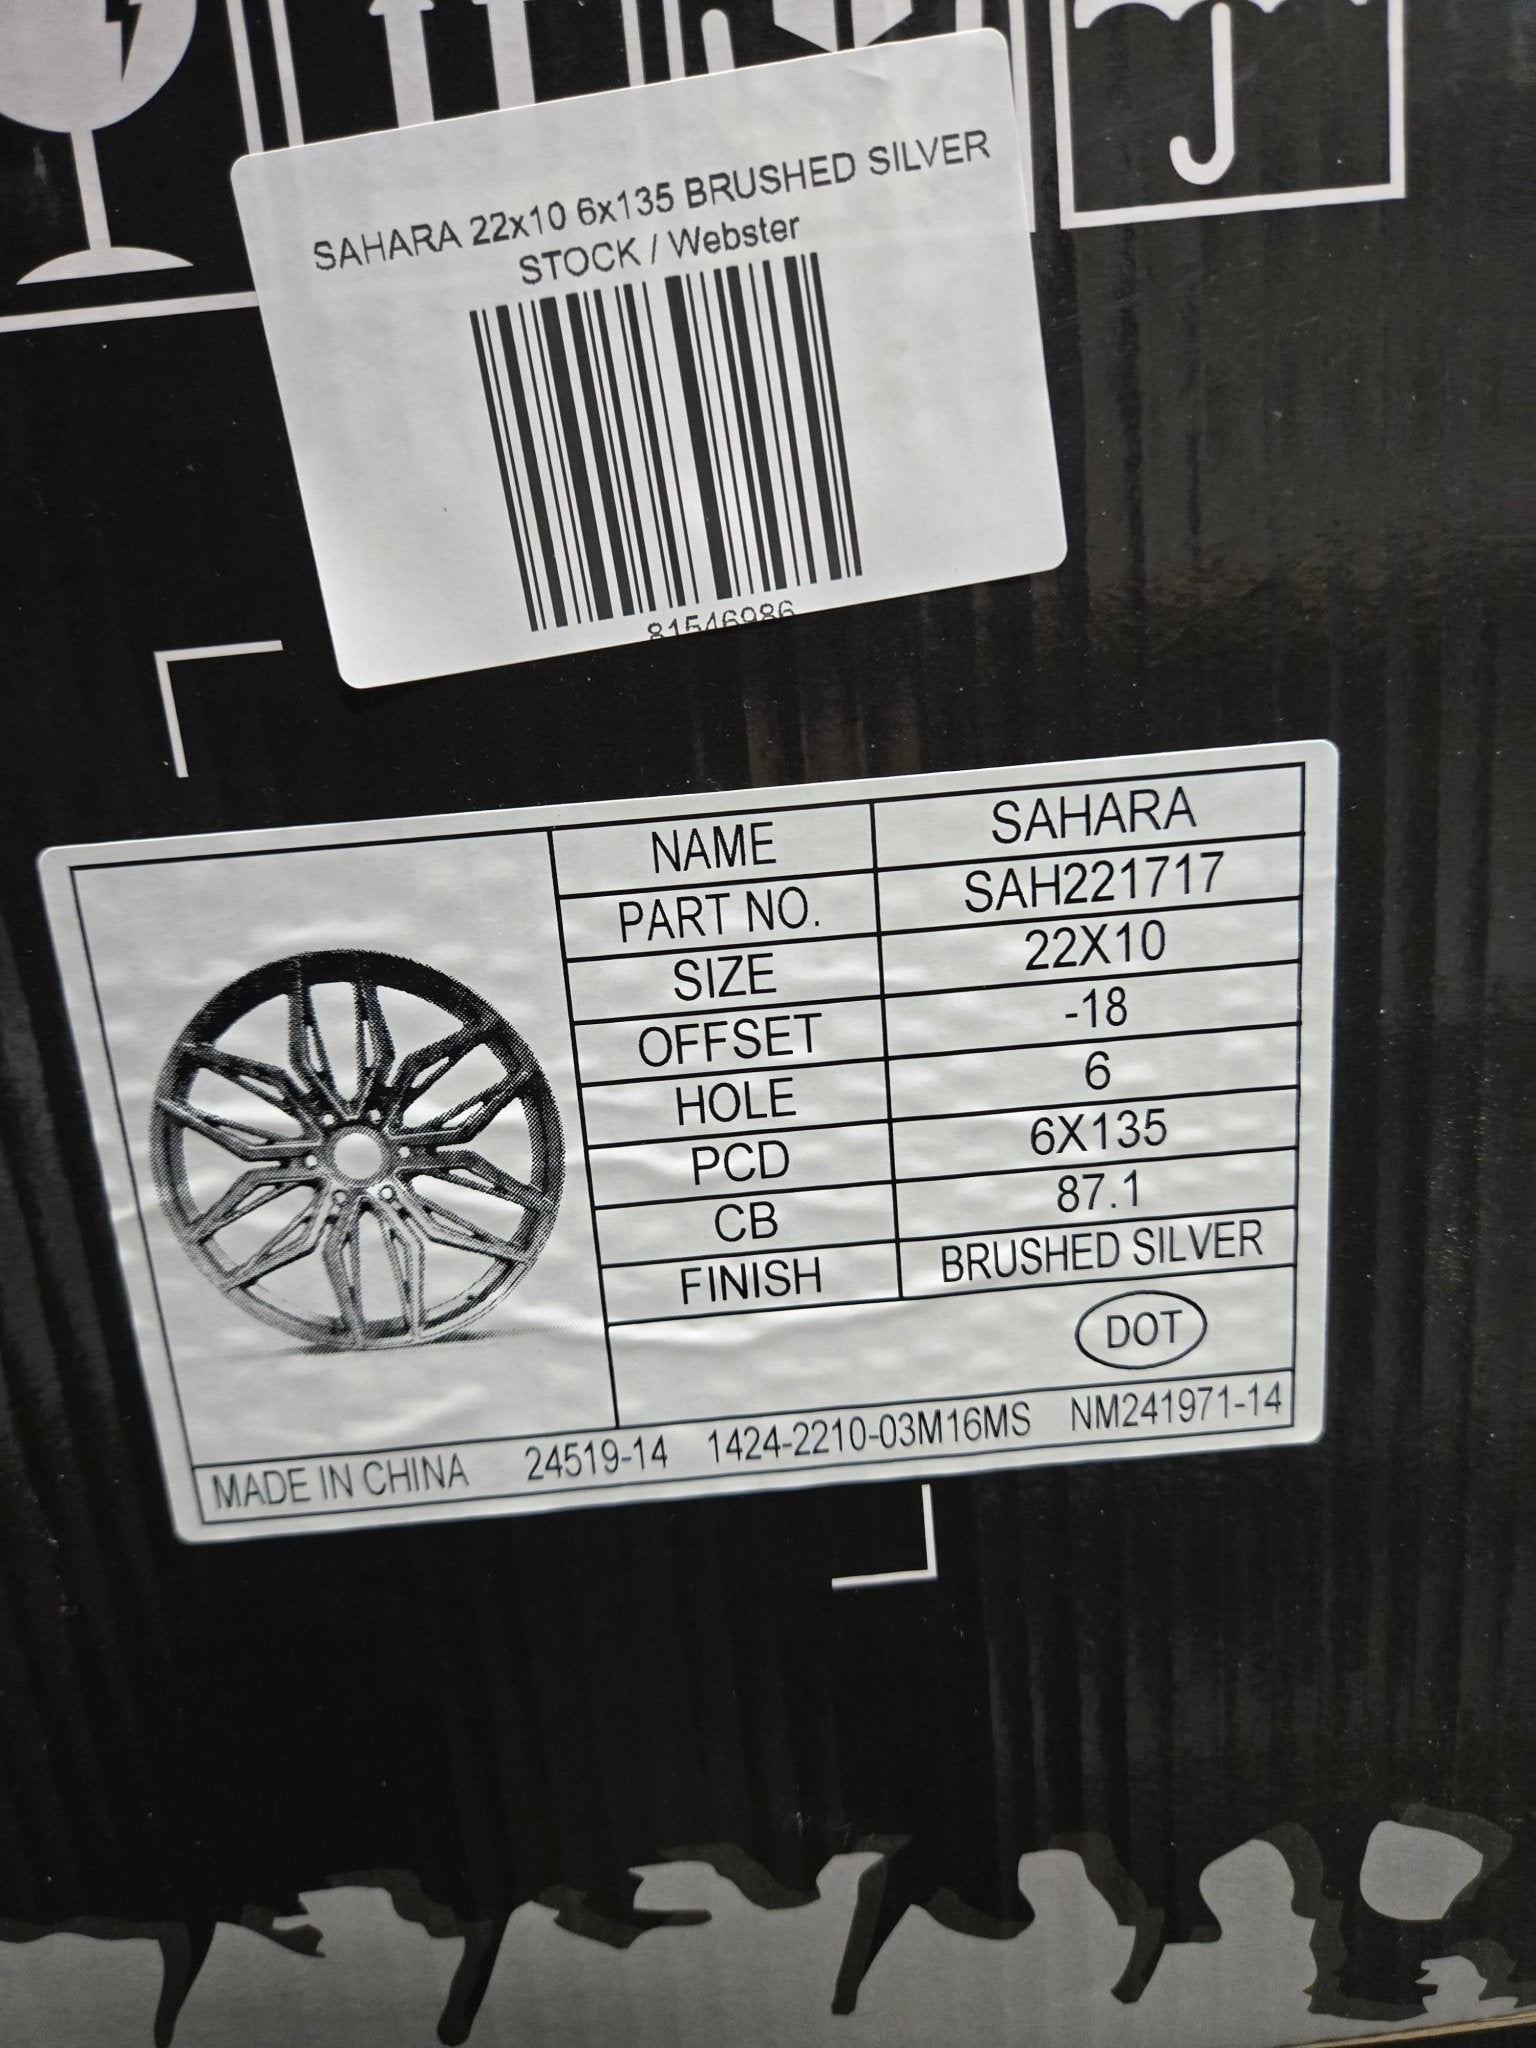 SAHARA 22x10 6x135 BRUSHED SILVER
STOCK / Webster
81546986
NAME SAHARA
PART NO. SAH221717
SIZE 22X10
OFFSET -18
HOLE 6
PCD 6X135
CB 87.1
FINISH BRUSHED SILVER
DOT
MADE IN CHINA 24519-14 1424-2210-03M16MS NM241971-14